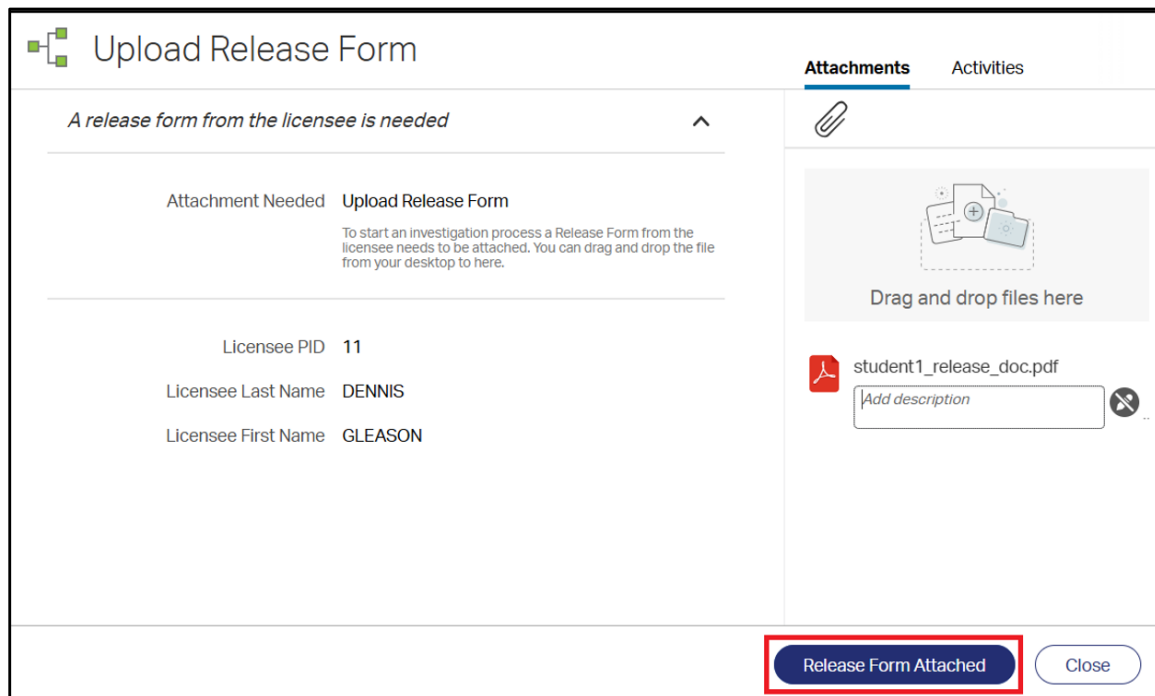 Upload Release Form
Attachments Activities
A release form from the licensee is needed
Attachment Needed Upload Release Form
To start an investigation process a Release Form from the
licensee needs to be attached. You can drag and drop the file
from your desktop to here.
Licensee PID 11
Licensee Last Name DENNIS
Licensee First Name GLEASON
Drag and drop files here
student1_release_doc.pdf
Add description
Release Form Attached Close